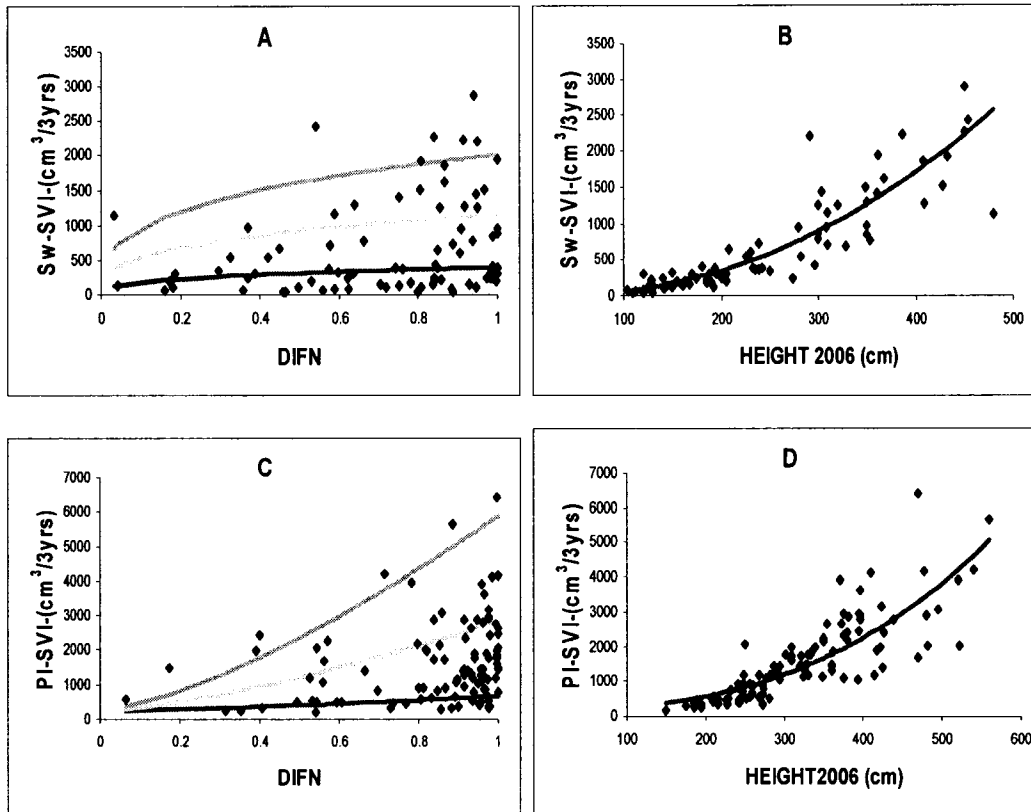 A
Sw-SVI-(cm³/3yrs)
3500
3000
2500
2000
1500
1000
500
0
0 0.2 0.4 0.6 0.8 1
DIFN
B
Sw-SVI-(cm³/3yrs)
3500
3000
2500
2000
1500
1000
500
0
100 200 300 400 500
HEIGHT 2006 (cm)
C
Pl-SVI-(cm³/3yrs)
7000
6000
5000
4000
3000
2000
1000
0
0 0.2 0.4 0.6 0.8 1
DIFN
D
Pl-SVI-(cm³/3yrs)
7000
6000
5000
4000
3000
2000
1000
0
100 200 300 400 500 600
HEIGHT2006 (cm)